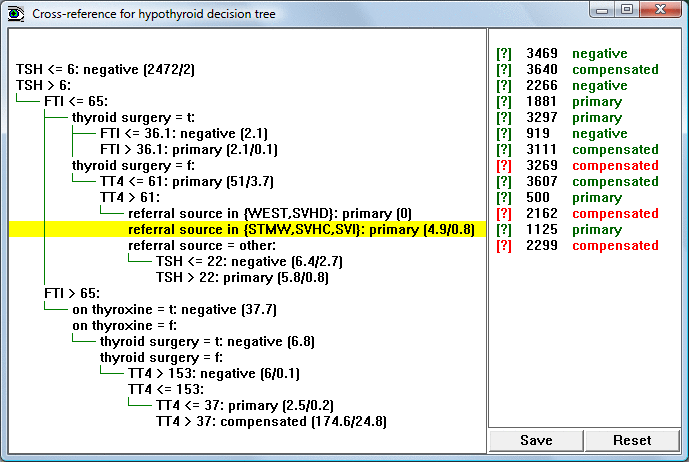 Cross-reference for hypothyroid decision tree
TSH <= 6: negative (2472/2)
TSH > 6:
FTI <= 65:
thyroid surgery = t:
FTI <= 36.1: negative (2.1)
FTI > 36.1: primary (2.1/0.1)
thyroid surgery = f:
TT4 <= 61: primary (51/3.7)
TT4 > 61:
referral source in {WEST,SVHD}: primary (0)
referral source in {STMW,SVHC,SVI}: primary (4.9/0.8)
referral source = other:
TSH <= 22: negative (6.4/2.7)
TSH > 22: primary (5.8/0.8)
FTI > 65:
on thyroxine = t: negative (37.7)
on thyroxine = f:
thyroid surgery = t: negative (6.8)
thyroid surgery = f:
TT4 > 153: negative (6/0.1)
TT4 <= 153:
TT4 <= 37: primary (2.5/0.2)
TT4 > 37: compensated (174.6/24.8)
[?] 3469 negative
[?] 3640 compensated
[?] 2266 negative
[?] 1881 primary
[?] 3297 primary
[?] 919 negative
[?] 3111 compensated
[?] 3269 compensated
[?] 3607 compensated
[?] 500 primary
[?] 2162 compensated
[?] 1125 primary
[?] 2299 compensated
Save Reset